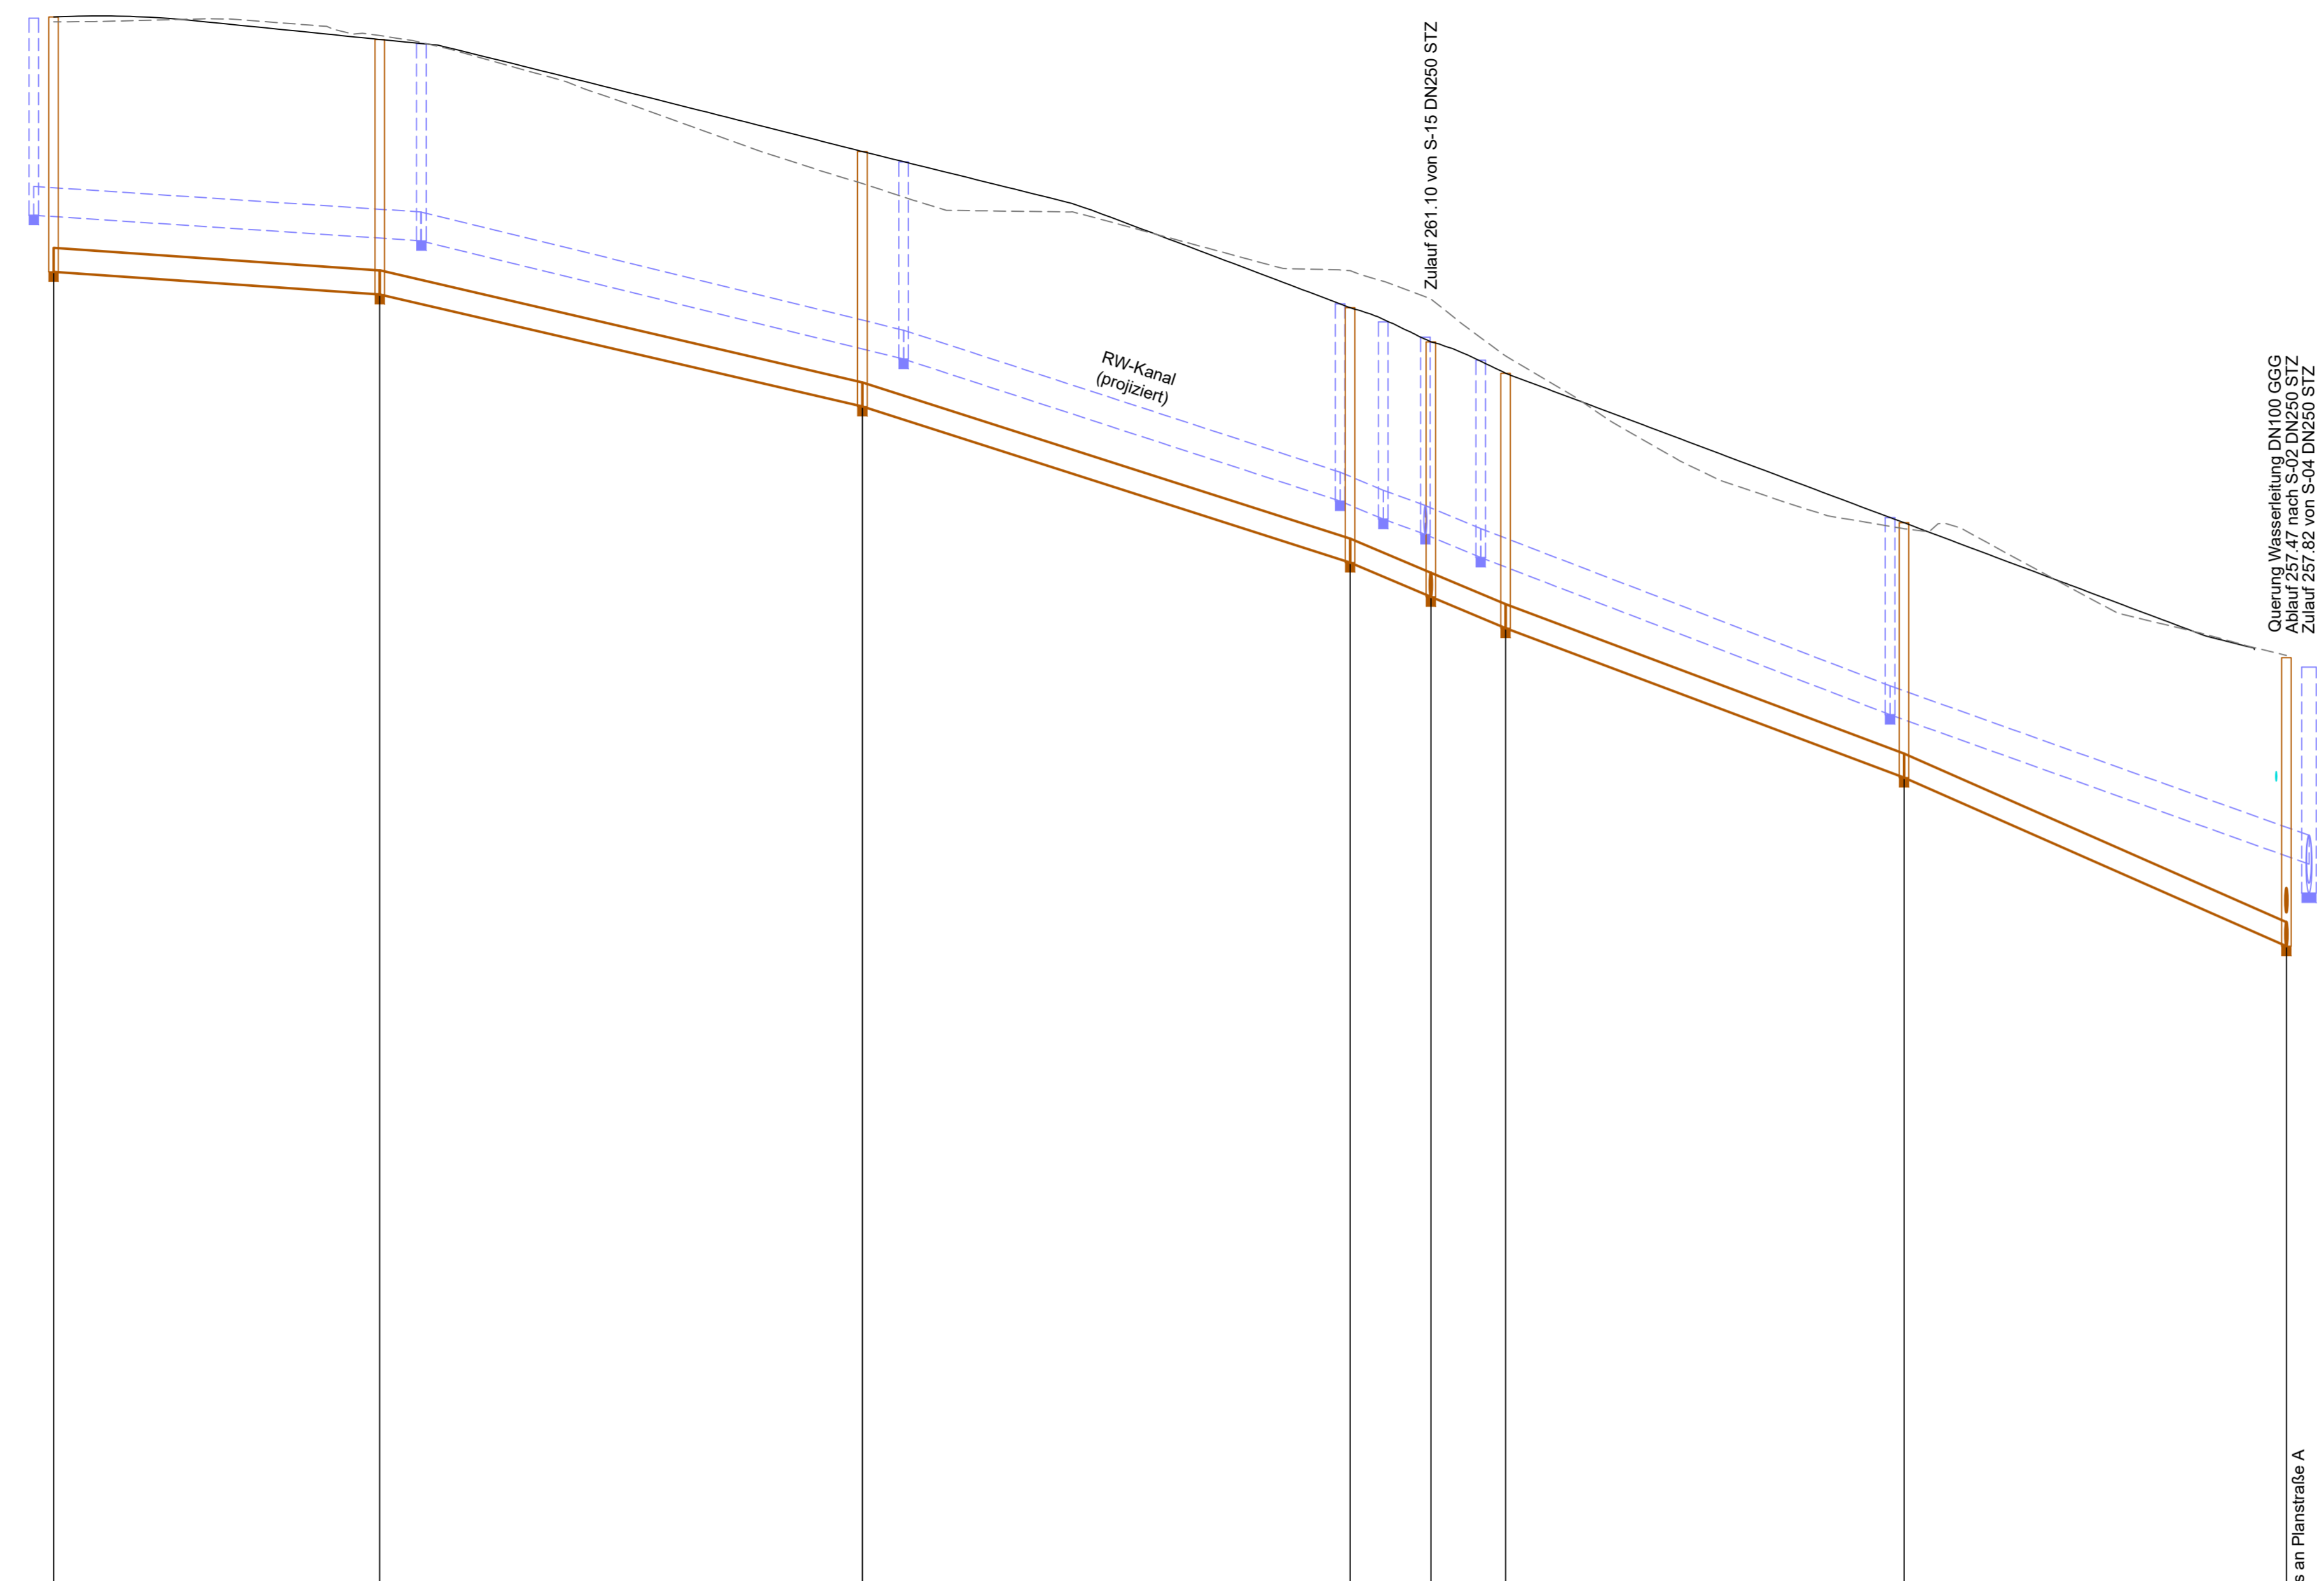 Zulauf 261.10 von S-15 DN250 STZ
RW-Kanal
(projiziert)
Querung Wasserleitung DN100 GGG
Ablauf 257.47 nach S-02 DN250 STZ
Zulauf 257.82 von S-04 DN250 STZ
s an Planstraße A